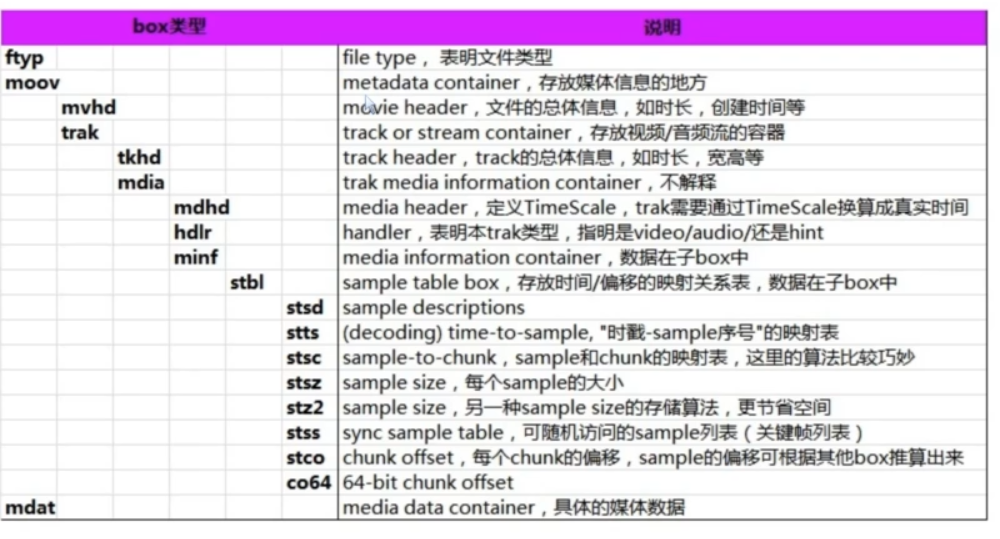 box类型 说明
ftyp file type， 表明文件类型
moov metadata container，存放媒体信息的地方
mvhd movie header，文件的总体信息，如时长，创建时间等
trak track or stream container，存放视频/音频流的容器
tkhd track header，track的总体信息，如时长，宽高等
mdia trak media information container，不解释
mdhd media header，定义TimeScale，trak需要通过TimeScale换算成真实时间
hdlr handler，表明本trak类型，指明是video/audio/还是hint
minf media information container，数据在子box中
stbl sample table box，存放时间/偏移的映射关系表，数据在子box中
stsd sample descriptions
stts (decoding) time-to-sample, "时戳-sample序号"的映射表
stsc sample-to-chunk，sample和chunk的映射表，这里的算法比较巧妙
stsz sample size，每个sample的大小
stz2 sample size，另一种sample size的存储算法，更节省空间
stss sync sample table，可随机访问的sample列表（关键帧列表）
stco chunk offset，每个chunk的偏移，sample的偏移可根据其他box推算出来
co64 64-bit chunk offset
mdat media data container，具体的媒体数据